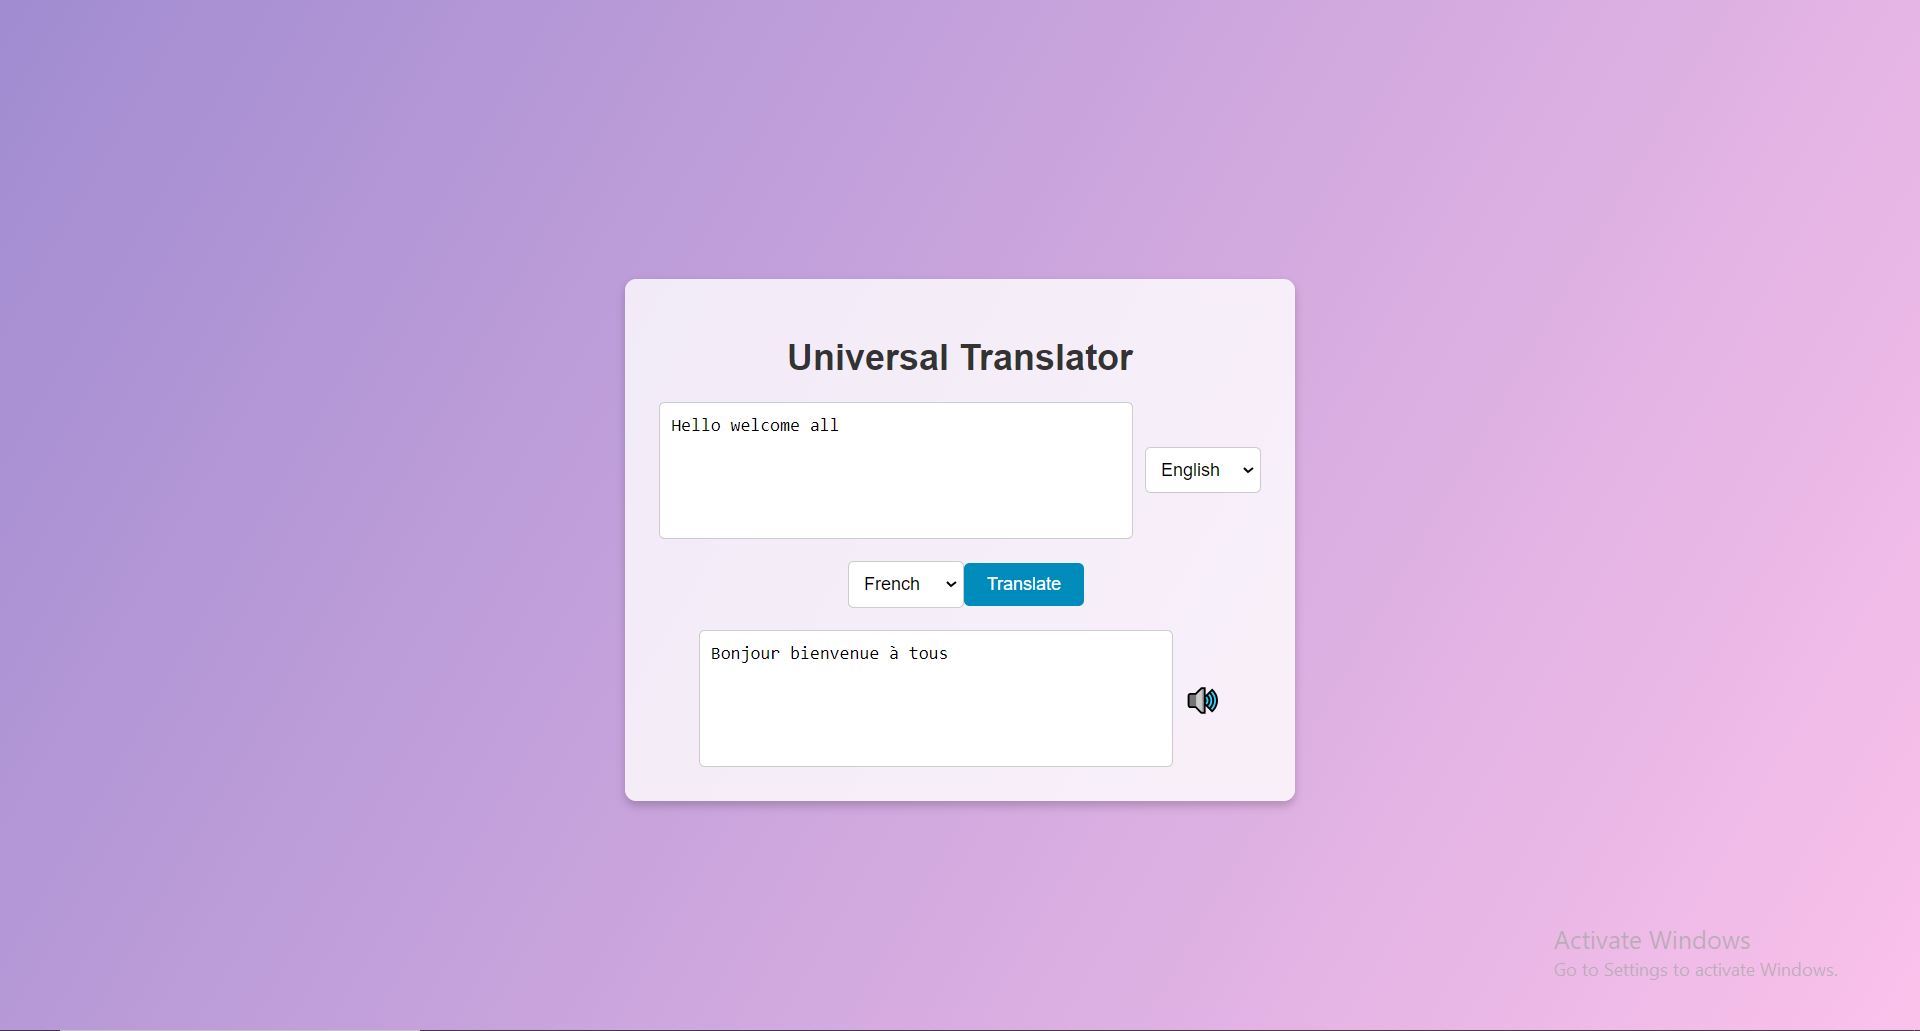 Universal Translator
Hello welcome all
English
French
Translate
Bonjour bienvenue à tous
Activate Windows
Go to Settings to activate Windows.